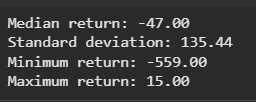 Median return: -47.00
Standard deviation: 135.44
Minimum return: -559.00
Maximum return: 15.00